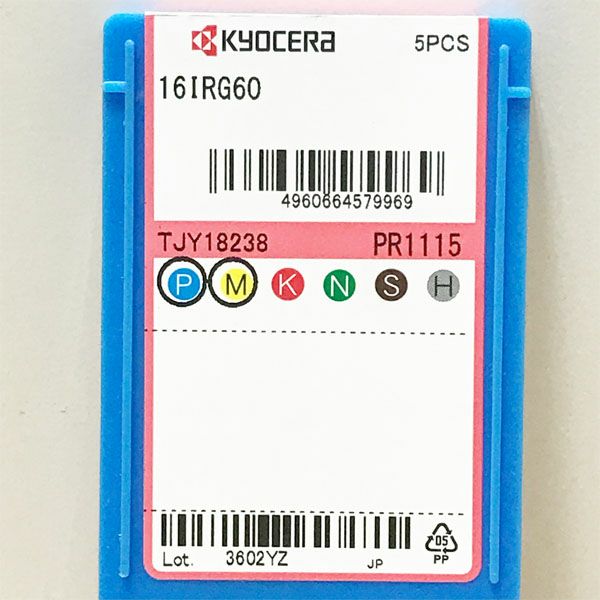 KYOCERA 5PCS
16IRG60
4960664579969
TJY18238 PR1115
P M K N S H
Lot. 3602YZ JP
05
PP